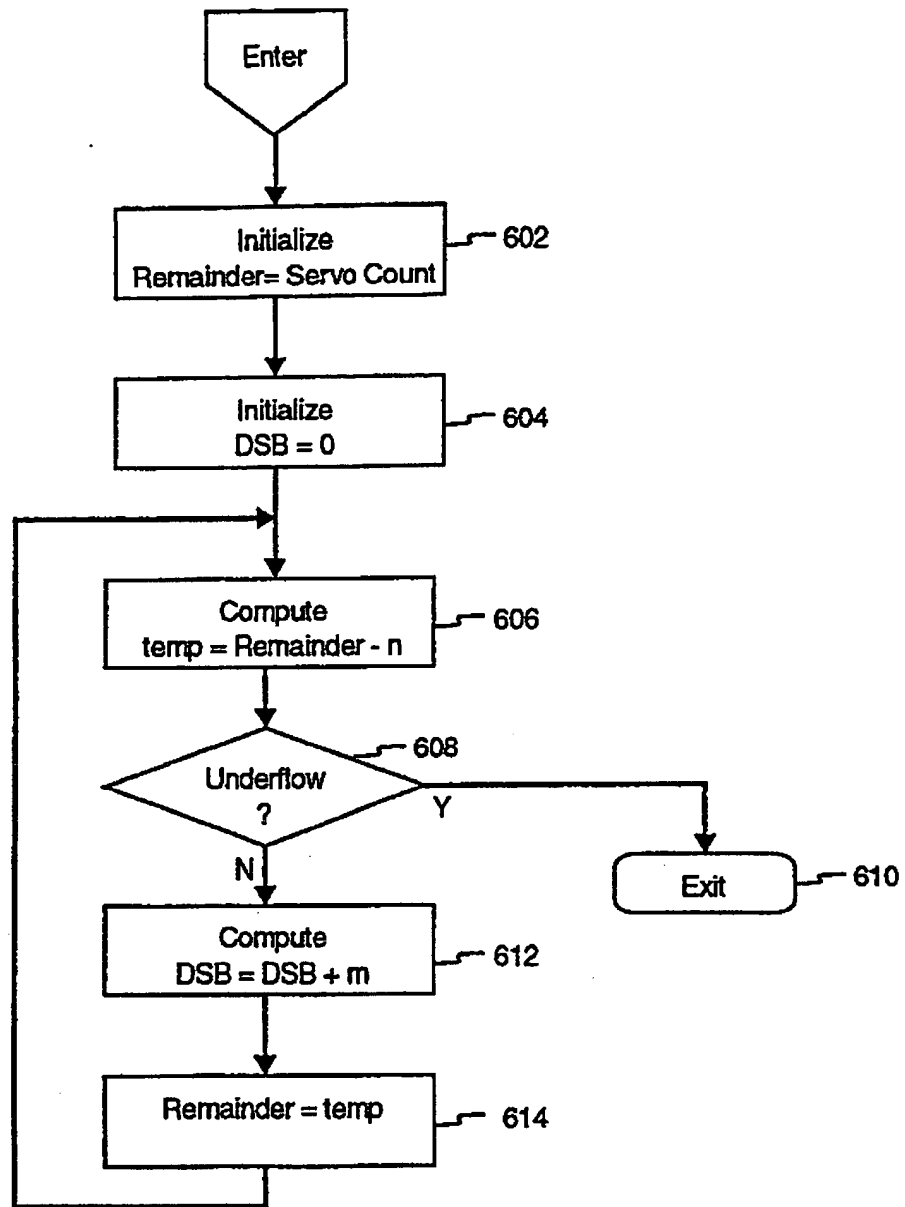 Enter
Initialize
Remainder= Servo Count
602
Initialize
DSB = 0
604
Compute
temp = Remainder - n
606
Underflow
?
608
Y
N
Exit
610
Compute
DSB = DSB + m
612
Remainder = temp
614